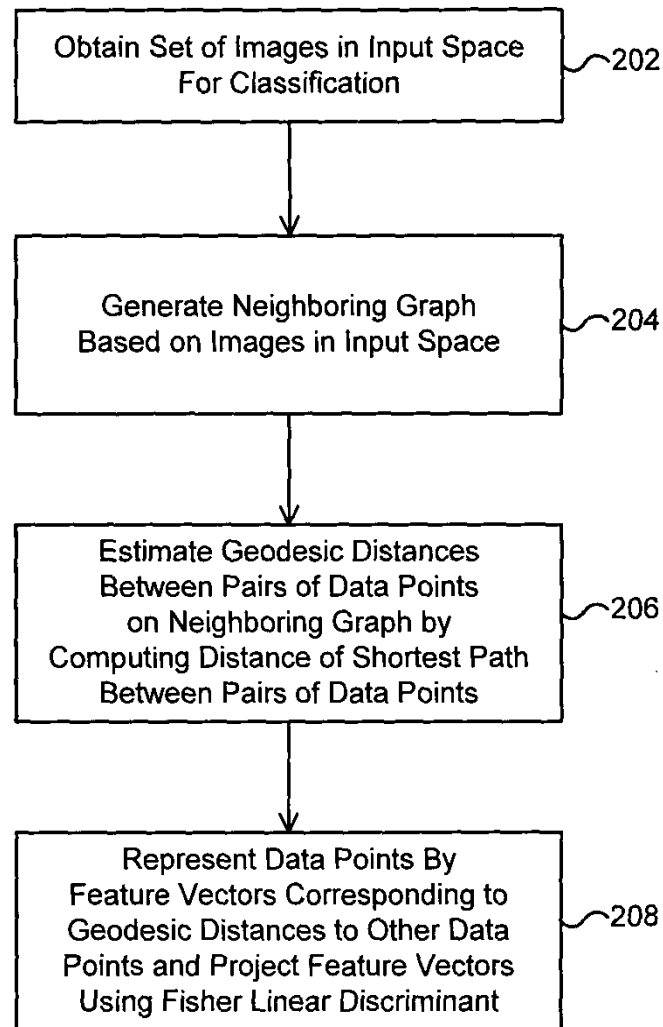 Obtain Set of Images in Input Space
For Classification
202
Generate Neighboring Graph
Based on Images in Input Space
204
Estimate Geodesic Distances
Between Pairs of Data Points
on Neighboring Graph by
Computing Distance of Shortest Path
Between Pairs of Data Points
206
Represent Data Points By
Feature Vectors Corresponding to
Geodesic Distances to Other Data
Points and Project Feature Vectors
Using Fisher Linear Discriminant
208